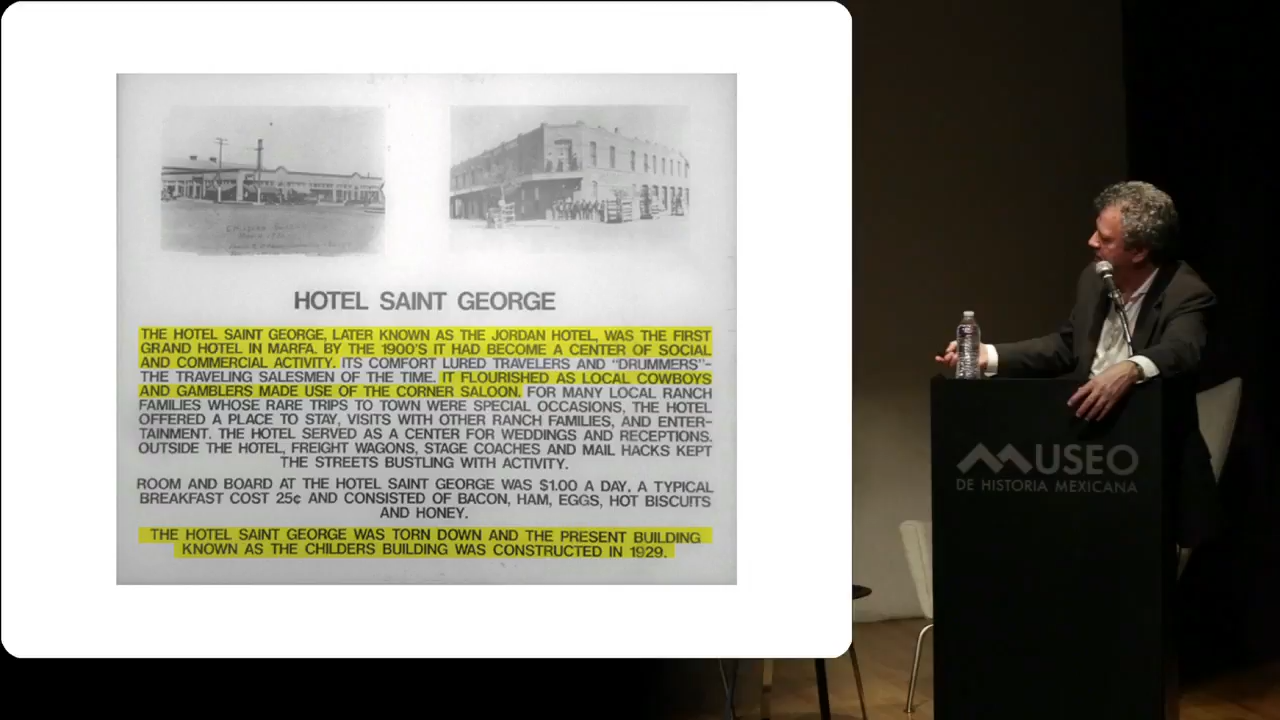 HOTEL SAINT GEORGE
THE HOTEL SAINT GEORGE, LATER KNOWN AS THE JORDAN HOTEL, WAS THE FIRST
GRAND HOTEL IN MARFA. BY THE 1900'S IT HAD BECOME A CENTER OF SOCIAL
AND COMMERCIAL ACTIVITY. ITS COMFORT LURED TRAVELERS AND "DRUMMERS"-
THE TRAVELING SALESMEN OF THE TIME. IT FLOURISHED AS LOCAL COWBOYS
AND GAMBLERS MADE USE OF THE CORNER SALOON. FOR MANY LOCAL RANCH
FAMILIES WHOSE RARE TRIPS TO TOWN WERE SPECIAL OCCASIONS, THE HOTEL
OFFERED A PLACE TO STAY, VISITS WITH OTHER RANCH FAMILIES, AND ENTER-
TAINMENT. THE HOTEL SERVED AS A CENTER FOR WEDDINGS AND RECEPTIONS.
OUTSIDE THE HOTEL, FREIGHT WAGONS, STAGE COACHES AND MAIL HACKS KEPT
THE STREETS BUSTLING WITH ACTIVITY.
ROOM AND BOARD AT THE HOTEL SAINT GEORGE WAS $1.00 A DAY. A TYPICAL
BREAKFAST COST 25¢ AND CONSISTED OF BACON, HAM, EGGS, HOT BISCUITS
AND HONEY.
THE HOTEL SAINT GEORGE WAS TORN DOWN AND THE PRESENT BUILDING
KNOWN AS THE CHILDERS BUILDING WAS CONSTRUCTED IN 1929.
MUSEO
DE HISTORIA MEXICANA